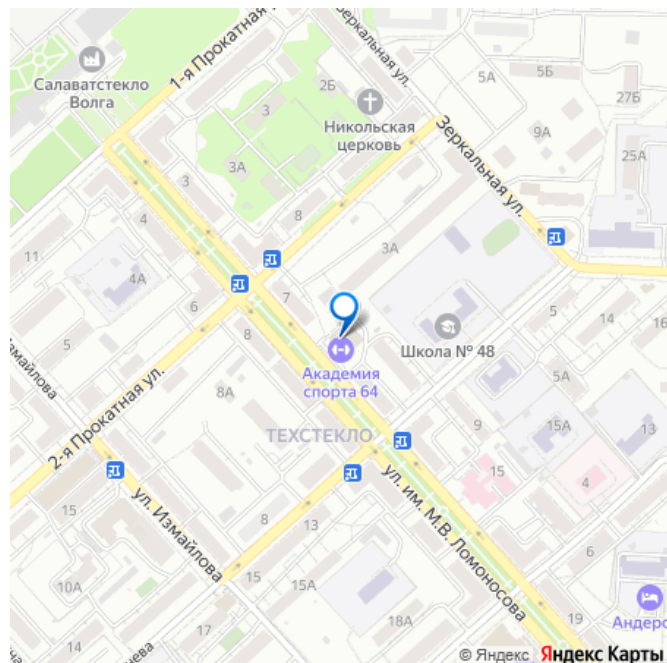 Салаватстекло
Волга
1-я Прокатная ул.
Зеркальная ул.
2Б
3
Никольская
церковь
3А
3
8
4
5А
5Б
27Б
9А
25А
Зеркальная ул.
11
4А
5
6
7
3А
8
8А
Школа № 48
Академия
спорта 64
5
14
9
5А
15А
13
15
4
ТЕХСТЕКЛО
2-я Прокатная ул.
15
ул. Измайлова
8
13
ул. им. М.В. Ломоносова
6
10А
15
15А
18А
19
14
17
Андерс
© Яндекс Яндекс Карты